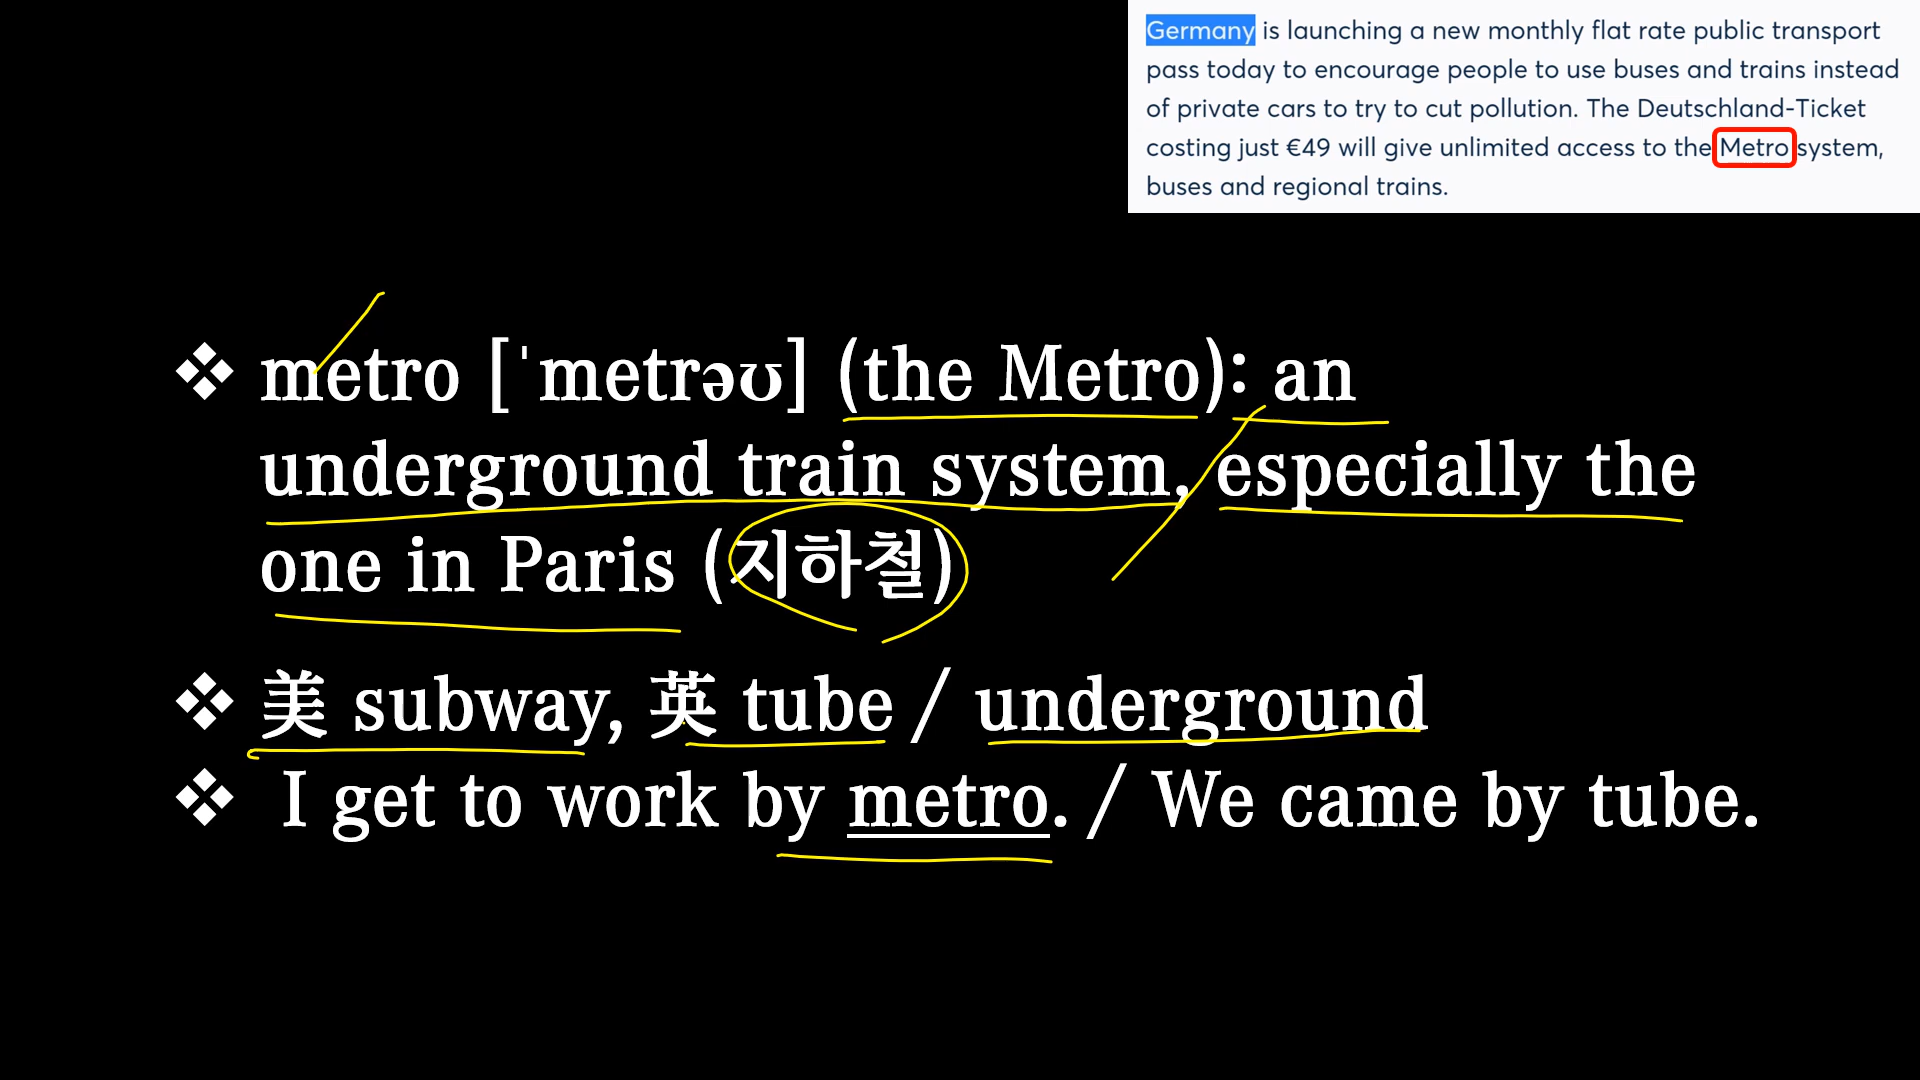 Germany is launching a new monthly flat rate public transport
pass today to encourage people to use buses and trains instead
of private cars to try to cut pollution. The Deutschland-Ticket
costing just €49 will give unlimited access to the Metro system,
buses and regional trains.
❖ metro [ˈmetrəʊ] (the Metro): an
underground train system, especially the
one in Paris (지하철)
❖ 美 subway, 英 tube / underground
❖ I get to work by metro. / We came by tube.